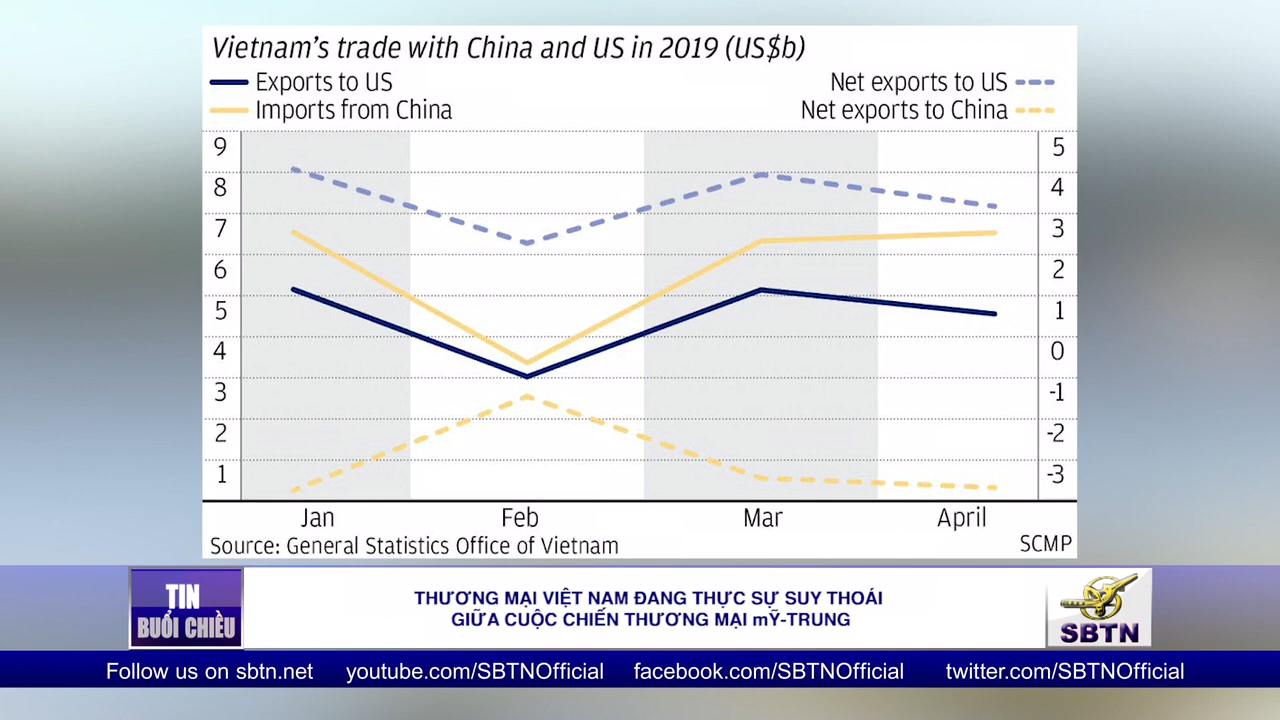 Vietnam's trade with China and US in 2019 (US$b)
Exports to US
Net exports to US
Imports from China
Net exports to China
9
5
8
4
7
3
6
2
5
1
4
0
3
-1
2
-2
1
-3
Jan
Feb
Mar
April
Source: General Statistics Office of Vietnam
SCMP
TIN
BUỔI CHIỀU
THƯƠNG MẠI VIỆT NAM ĐANG THỰC SỰ SUY THOÁI
GIỮA CUỘC CHIẾN THƯƠNG MẠI mỸ-TRUNG
SBTN
Follow us on sbtn.net youtube.com/SBTNOfficial facebook.com/SBTNOfficial twitter.com/SBTNOfficial